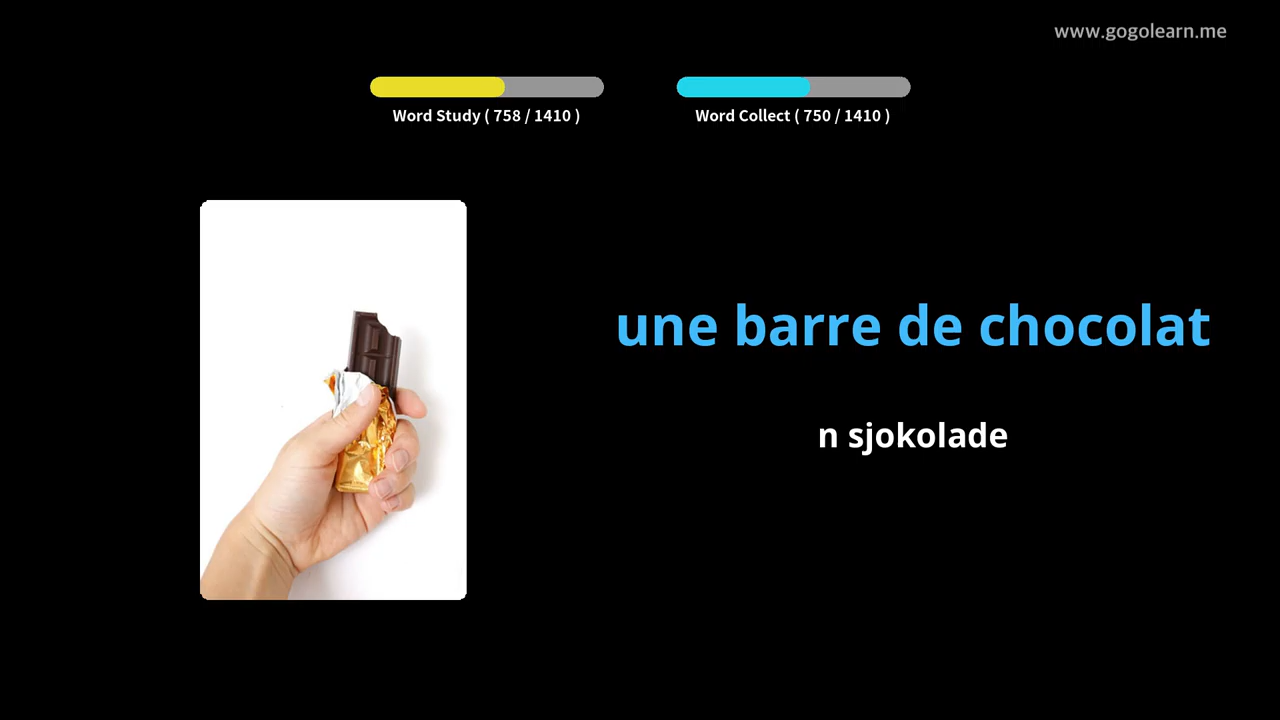 www.gogolearn.me
Word Study ( 758 / 1410 )
Word Collect ( 750 / 1410 )
une barre de chocolat
n sjokolade